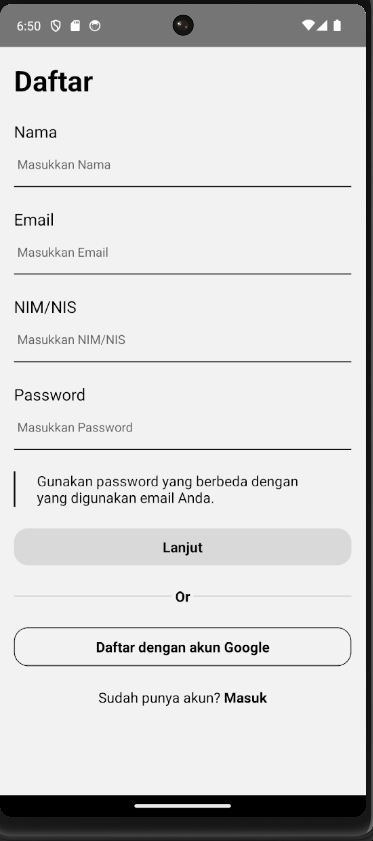 6:50
Daftar
Nama
Masukkan Nama
Email
Masukkan Email
NIM/NIS
Masukkan NIM/NIS
Password
Masukkan Password
Gunakan password yang berbeda dengan
yang digunakan email Anda.
Lanjut
Or
Daftar dengan akun Google
Sudah punya akun? Masuk